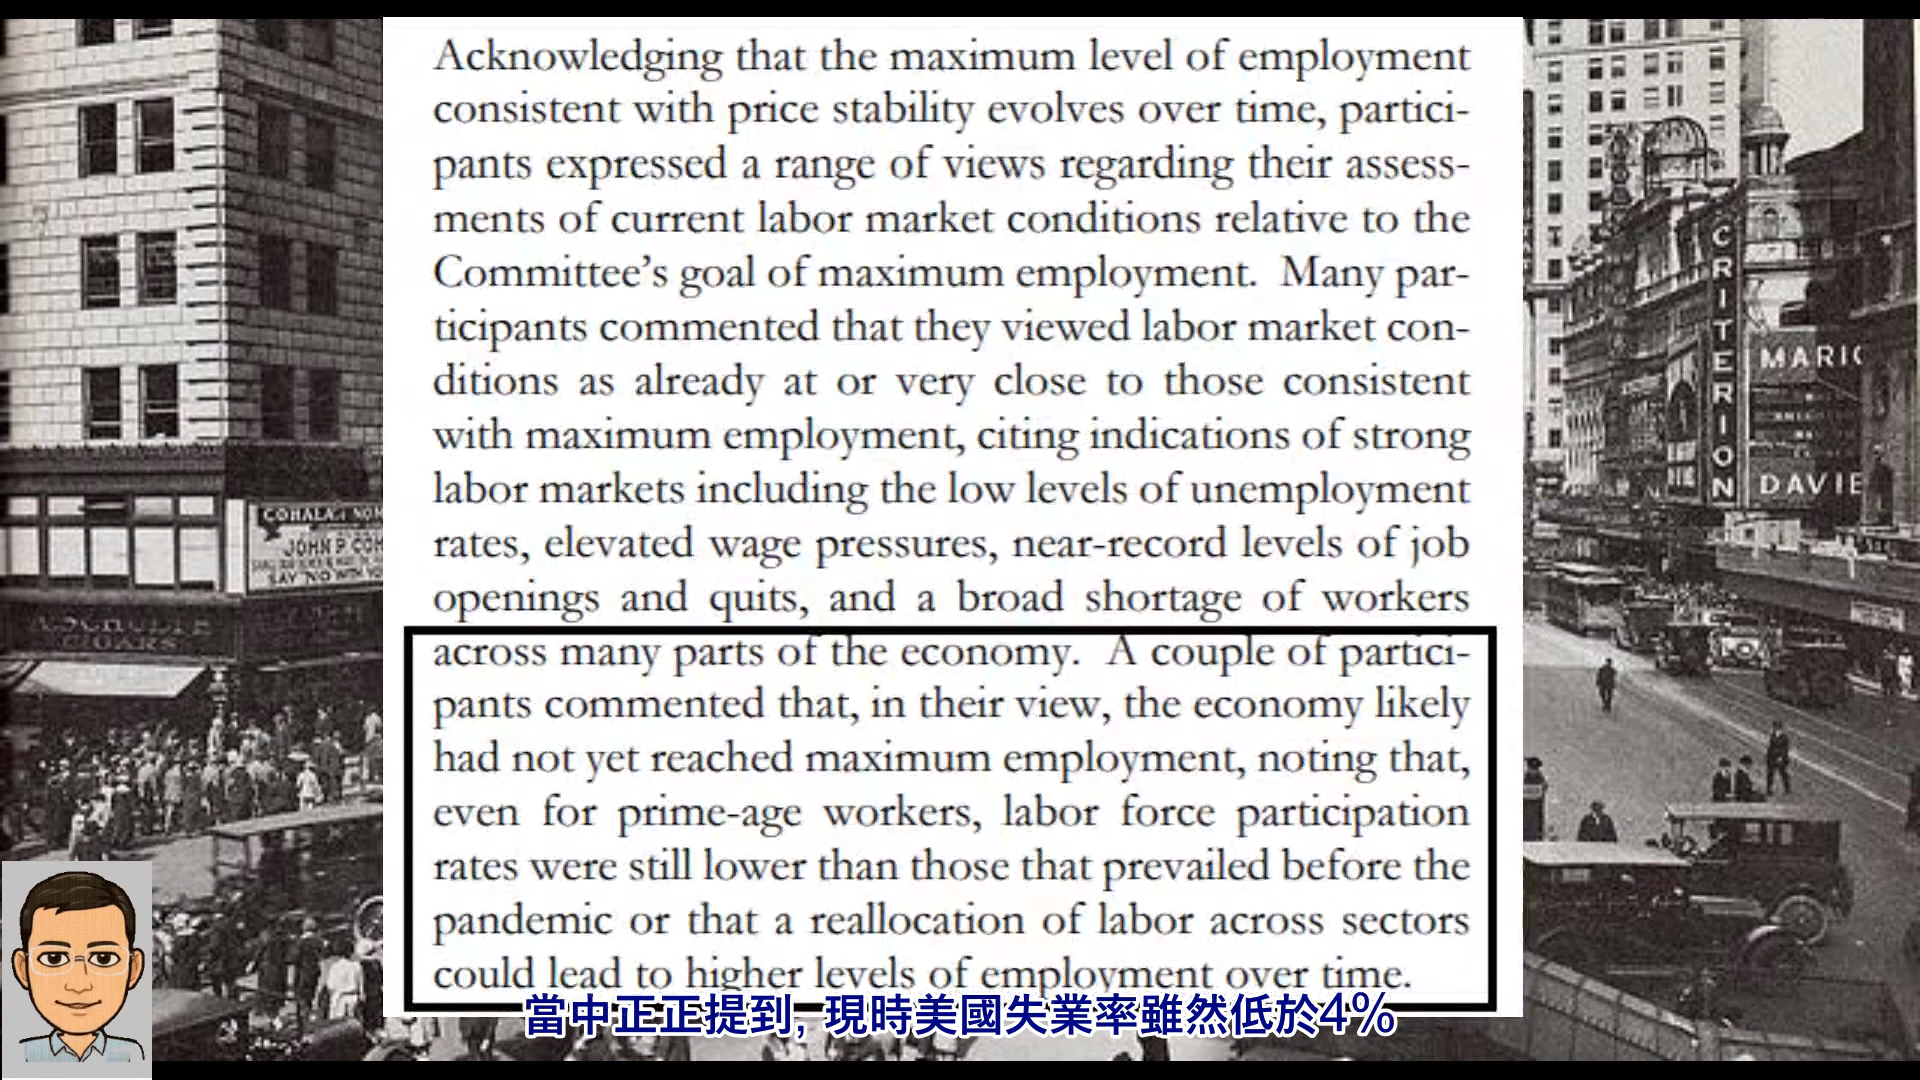 Acknowledging that the maximum level of employment
consistent with price stability evolves over time, partici-
pants expressed a range of views regarding their assess-
ments of current labor market conditions relative to the
Committee’s goal of maximum employment.  Many par-
ticipants commented that they viewed labor market con-
ditions as already at or very close to those consistent
with maximum employment, citing indications of strong
labor markets including the low levels of unemployment
rates, elevated wage pressures, near-record levels of job
openings and quits, and a broad shortage of workers
across many parts of the economy.  A couple of partici-
pants commented that, in their view, the economy likely
had not yet reached maximum employment, noting that,
even for prime-age workers, labor force participation
rates were still lower than those that prevailed before the
pandemic or that a reallocation of labor across sectors
could lead to higher levels of employment over time.
當中正正提到, 現時美國失業率雖然低於4%
JOHN P
CIGARS
CRITERION
DAVIE